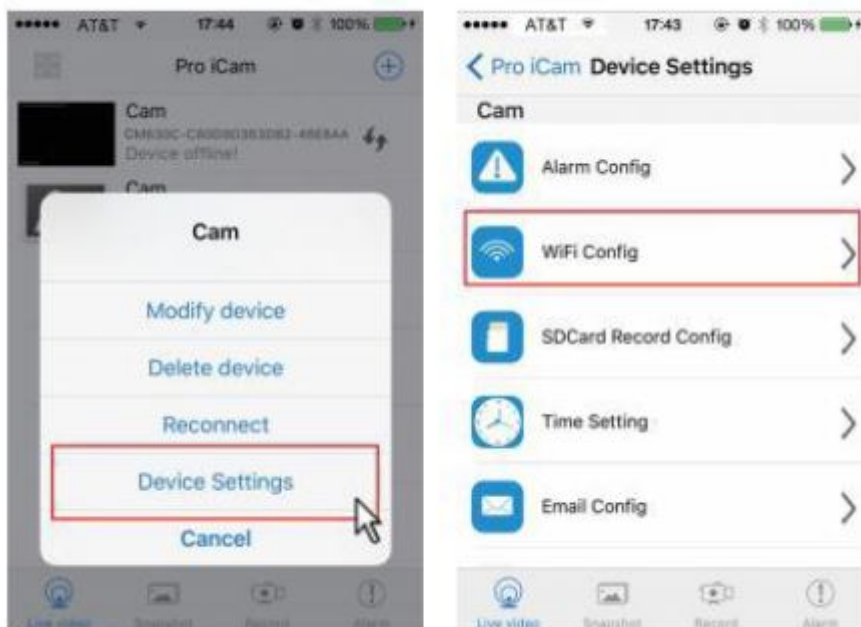 AT&T 17:44 100%
Pro iCam
Cam
Device offline!
Cam
Cam
Modify device
Delete device
Reconnect
Device Settings
Cancel
Live video Snapshot Record Alarm
AT&T 17:43 100%
Pro iCam Device Settings
Cam
Alarm Config
WiFi Config
SDCard Record Config
Time Setting
Email Config
Live video Snapshot Record Alarm